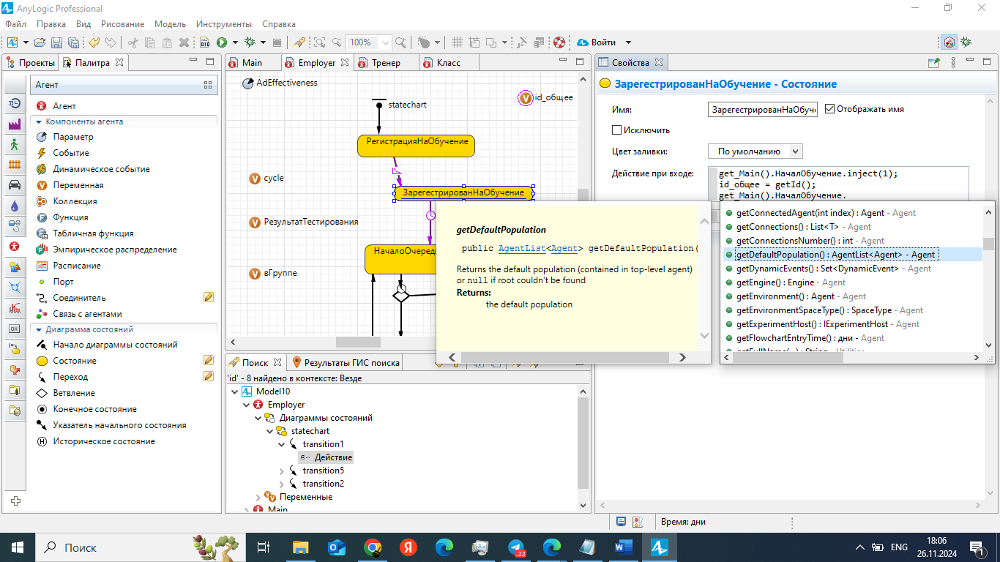 AnyLogic Professional
Файл Правка Вид Рисование Модель Инструменты Справка
100% Войти
Проекты Палитра
Агент
Агент
Компоненты агента
Параметр
Событие
Динамическое событие
Переменная
Коллекция
Функция
Табличная функция
Эмпирическое распределение
Расписание
Порт
Соединитель
Связь с агентами
Диаграмма состояний
Начало диаграммы состояний
Состояние
Переход
Ветвление
Конечное состояние
Указатель начального состояния
Историческое состояние
Main Employer Тренер Класс
AdEffectiveness
statechart
id_общее
РегистрацияНаОбучение
cycle
ЗарегестрированНаОбучение
РезультатТестирования
НачалоОчеред
вГруппе
getDefaultPopulation
public AgentList<Agent> getDefaultPopulation(
Returns the default population (contained in top-level agent)
or null if root couldn't be found
Returns:
the default population
Поиск Результаты ГИС поиска
'id' - 8 найдено в контексте: Везде
Model10
Employer
Диаграммы состояний
statechart
transition1
Действие
transition5
transition2
Переменные
Main
Свойства
ЗарегестрированНаОбучение - Состояние
Имя: ЗарегестрированНаОбуч Отображать имя
Исключить
Цвет заливки: По умолчанию
Действие при входе: get_Main().НачалОбучение.inject(1);
id_общее = getId();
get_Main().НачалОбучение.
getConnectedAgent(int index) : Agent - Agent
getConnections() : List<T> - Agent
getConnectionsNumber() : int - Agent
getDefaultPopulation() : AgentList<Agent> - Agent
getDynamicEvents() : Set<DynamicEvent> - Agent
getEngine() : Engine - Agent
getEnvironment() : Agent - Agent
getEnvironmentSpaceType() : SpaceType - Agent
getExperimentHost() : IExperimentHost - Agent
getFlowchartEntryTime() : дни - Agent
Время: дни
Поиск
22
ENG
18:06
26.11.2024
1